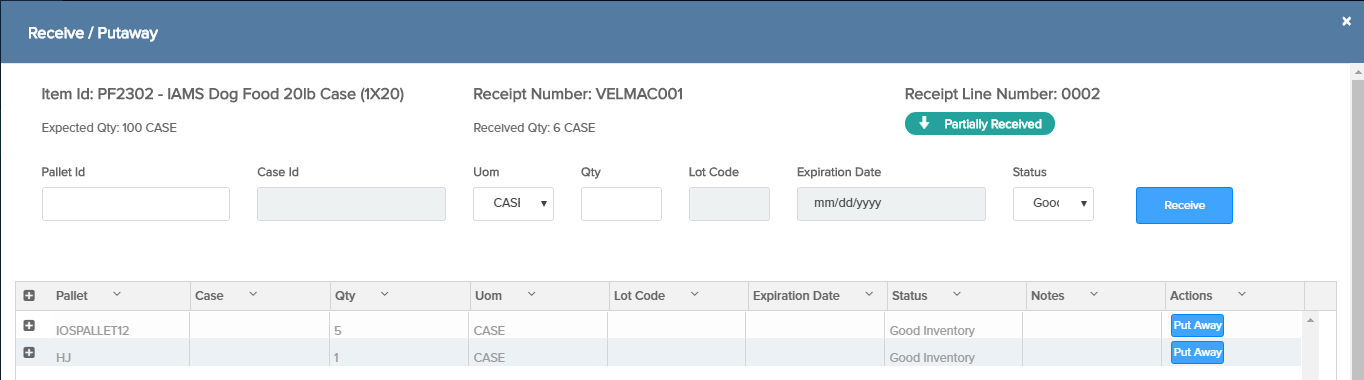 Receive / Putaway
×
Item Id: PF2302 - IAMS Dog Food 20lb Case (1X20)
Receipt Number: VELMAC001
Receipt Line Number: 0002
Expected Qty: 100 CASE
Received Qty: 6 CASE
Partially Received
Pallet Id
Case Id
Uom
Qty
Lot Code
Expiration Date
Status
CASE
mm/dd/yyyy
Good
Receive
Pallet Case Qty Uom Lot Code Expiration Date Status Notes Actions
IOSPALLET12 5 CASE Good Inventory Put Away
HJ 1 CASE Good Inventory Put Away